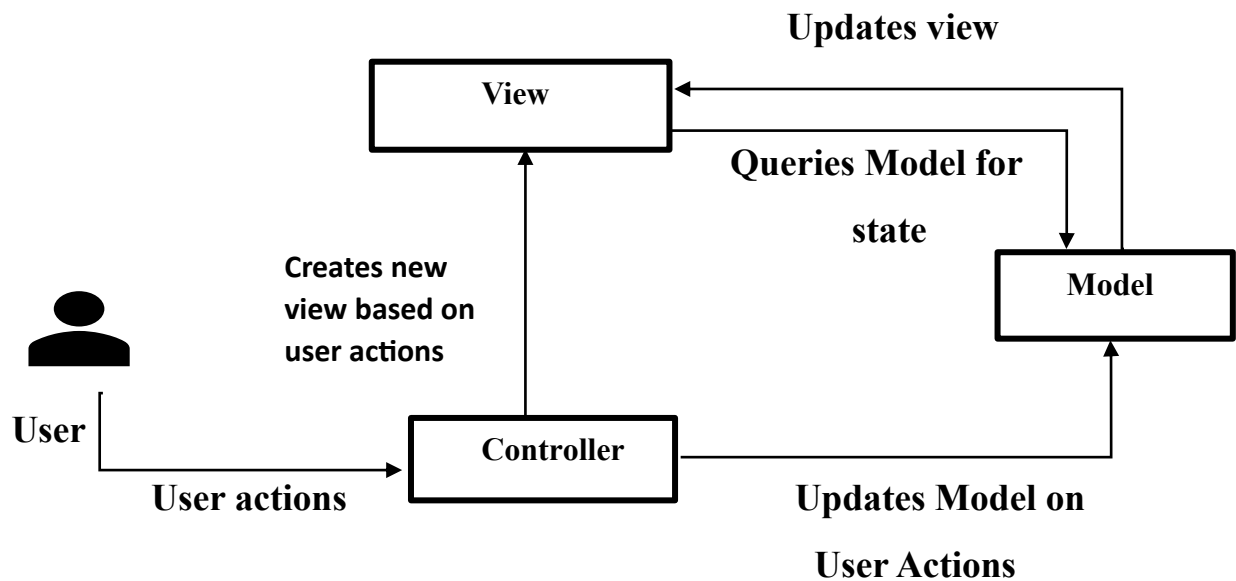 Updates view
View
Queries Model for
state
Creates new
view based on
user actions
Model
User
Controller
User actions
Updates Model on
User Actions